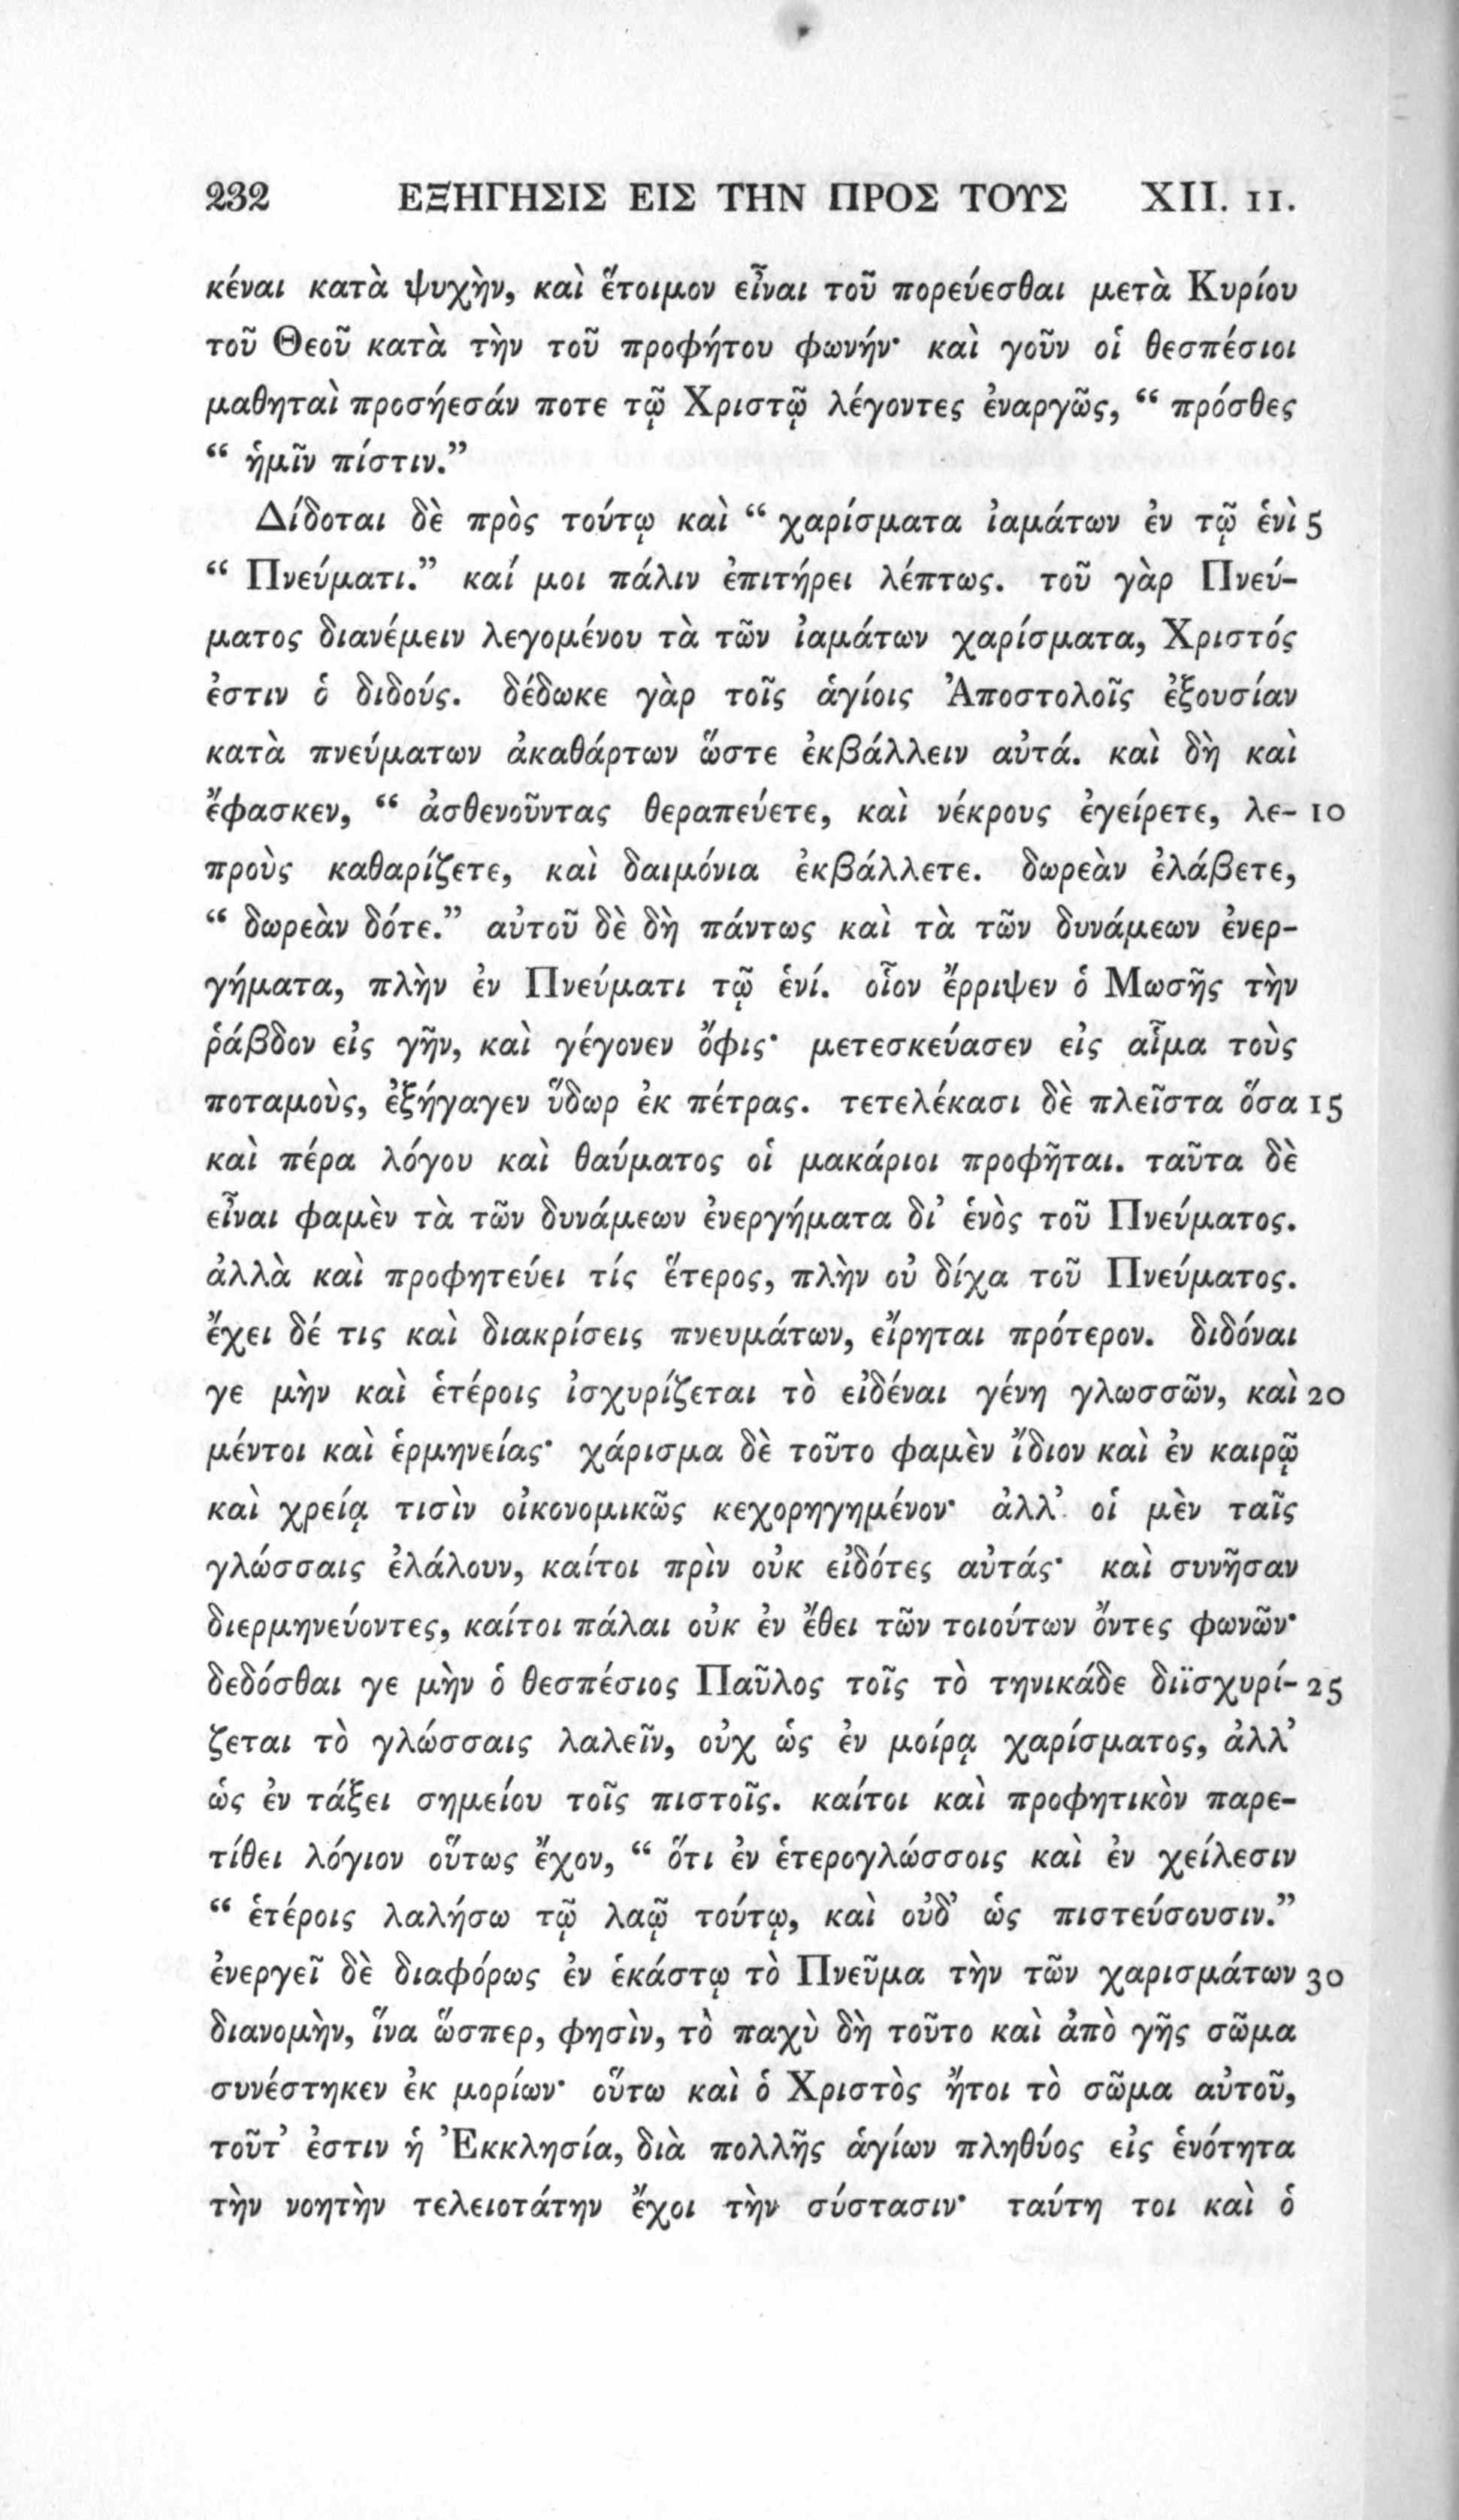 232 ΕΞΗΓΗΣΙΣ ΕΙΣ ΤΗΝ ΠΡΟΣ ΤΟΥΣ XII. 11.
κέναι κατὰ ψυχὴν, καὶ ἕτοιμον εἶναι τοῦ πορεύεσθαι μετὰ Κυρίου
τοῦ Θεοῦ κατὰ τὴν τοῦ προφήτου φωνήν· καὶ γοῦν οἱ θεσπέσιοι
μαθηταὶ προσήεσάν ποτε τῷ Χριστῷ λέγοντες ἐναργῶς, “ πρόσθες
“ ἡμῖν πίστιν.”
Δίδοται δὲ πρὸς τούτῳ καὶ “ χαρίσματα ἰαμάτων ἐν τῷ ἑνὶ 5
“ Πνεύματι.” καί μοι πάλιν ἐπιτήρει λέπτως. τοῦ γὰρ Πνεύ-
ματος διανέμειν λεγομένου τὰ τῶν ἰαμάτων χαρίσματα, Χριστός
ἐστιν ὁ διδούς. δέδωκε γὰρ τοῖς ἁγίοις Ἀποστολοῖς ἐξουσίαν
κατὰ πνεύματων ἀκαθάρτων ὥστε ἐκβάλλειν αὐτά. καὶ δὴ καὶ
ἔφασκεν, “ ἀσθενοῦντας θεραπεύετε, καὶ νέκρους ἐγείρετε, λε- 10
προὺς καθαρίζετε, καὶ δαιμόνια ἐκβάλλετε. δωρεὰν ἐλάβετε,
“ δωρεὰν δότε.” αὐτοῦ δὲ δὴ πάντως καὶ τὰ τῶν δυνάμεων ἐνερ-
γήματα, πλὴν ἐν Πνεύματι τῷ ἑνί. οἷον ἔρριψεν ὁ Μωσῆς τὴν
ῥάβδον εἰς γῆν, καὶ γέγονεν ὄφις· μετεσκεύασεν εἰς αἷμα τοὺς
ποταμοὺς, ἐξήγαγεν ὕδωρ ἐκ πέτρας. τετελέκασι δὲ πλεῖστα ὅσα 15
καὶ πέρα λόγου καὶ θαύματος οἱ μακάριοι προφῆται. ταῦτα δὲ
εἶναι φαμὲν τὰ τῶν δυνάμεων ἐνεργήματα δι’ ἑνὸς τοῦ Πνεύματος.
ἀλλὰ καὶ προφητεύει τίς ἕτερος, πλὴν οὐ δίχα τοῦ Πνεύματος.
ἔχει δέ τις καὶ διακρίσεις πνευμάτων, εἴρηται πρότερον. διδόναι
γε μὴν καὶ ἑτέροις ἰσχυρίζεται τὸ εἰδέναι γένη γλωσσῶν, καὶ 20
μέντοι καὶ ἑρμηνείας· χάρισμα δὲ τοῦτο φαμὲν ἴδιον καὶ ἐν καιρῷ
καὶ χρείᾳ τισὶν οἰκονομικῶς κεχορηγημένον· ἀλλ’ οἱ μὲν ταῖς
γλώσσαις ἐλάλουν, καίτοι πρὶν οὐκ εἰδότες αὐτάς· καὶ συνῆσαν
διερμηνεύοντες, καίτοι πάλαι οὐκ ἐν ἔθει τῶν τοιούτων ὄντες φωνῶν·
δεδόσθαι γε μὴν ὁ θεσπέσιος Παῦλος τοῖς τὸ τηνικάδε διϊσχυρί- 25
ζεται τὸ γλώσσαις λαλεῖν, οὐχ ὡς ἐν μοίρᾳ χαρίσματος, ἀλλ’
ὡς ἐν τάξει σημείου τοῖς πιστοῖς. καίτοι καὶ προφητικὸν παρε-
τίθει λόγιον οὕτως ἔχον, “ ὅτι ἐν ἑτερογλώσσοις καὶ ἐν χείλεσιν
“ ἑτέροις λαλήσω τῷ λαῷ τούτῳ, καὶ οὐδ’ ὡς πιστεύσουσιν.”
ἐνεργεῖ δὲ διαφόρως ἐν ἑκάστῳ τὸ Πνεῦμα τὴν τῶν χαρισμάτων 30
διανομὴν, ἵνα ὥσπερ, φησὶν, τὸ παχὺ δὴ τοῦτο καὶ ἀπὸ γῆς σῶμα
συνέστηκεν ἐκ μορίων· οὕτω καὶ ὁ Χριστὸς ἤτοι τὸ σῶμα αὐτοῦ,
τοῦτ’ ἐστιν ἡ Ἐκκλησία, διὰ πολλῆς ἁγίων πληθύος εἰς ἑνότητα
τὴν νοητὴν τελειοτάτην ἔχοι τὴν σύστασιν· ταύτη τοι καὶ ὁ